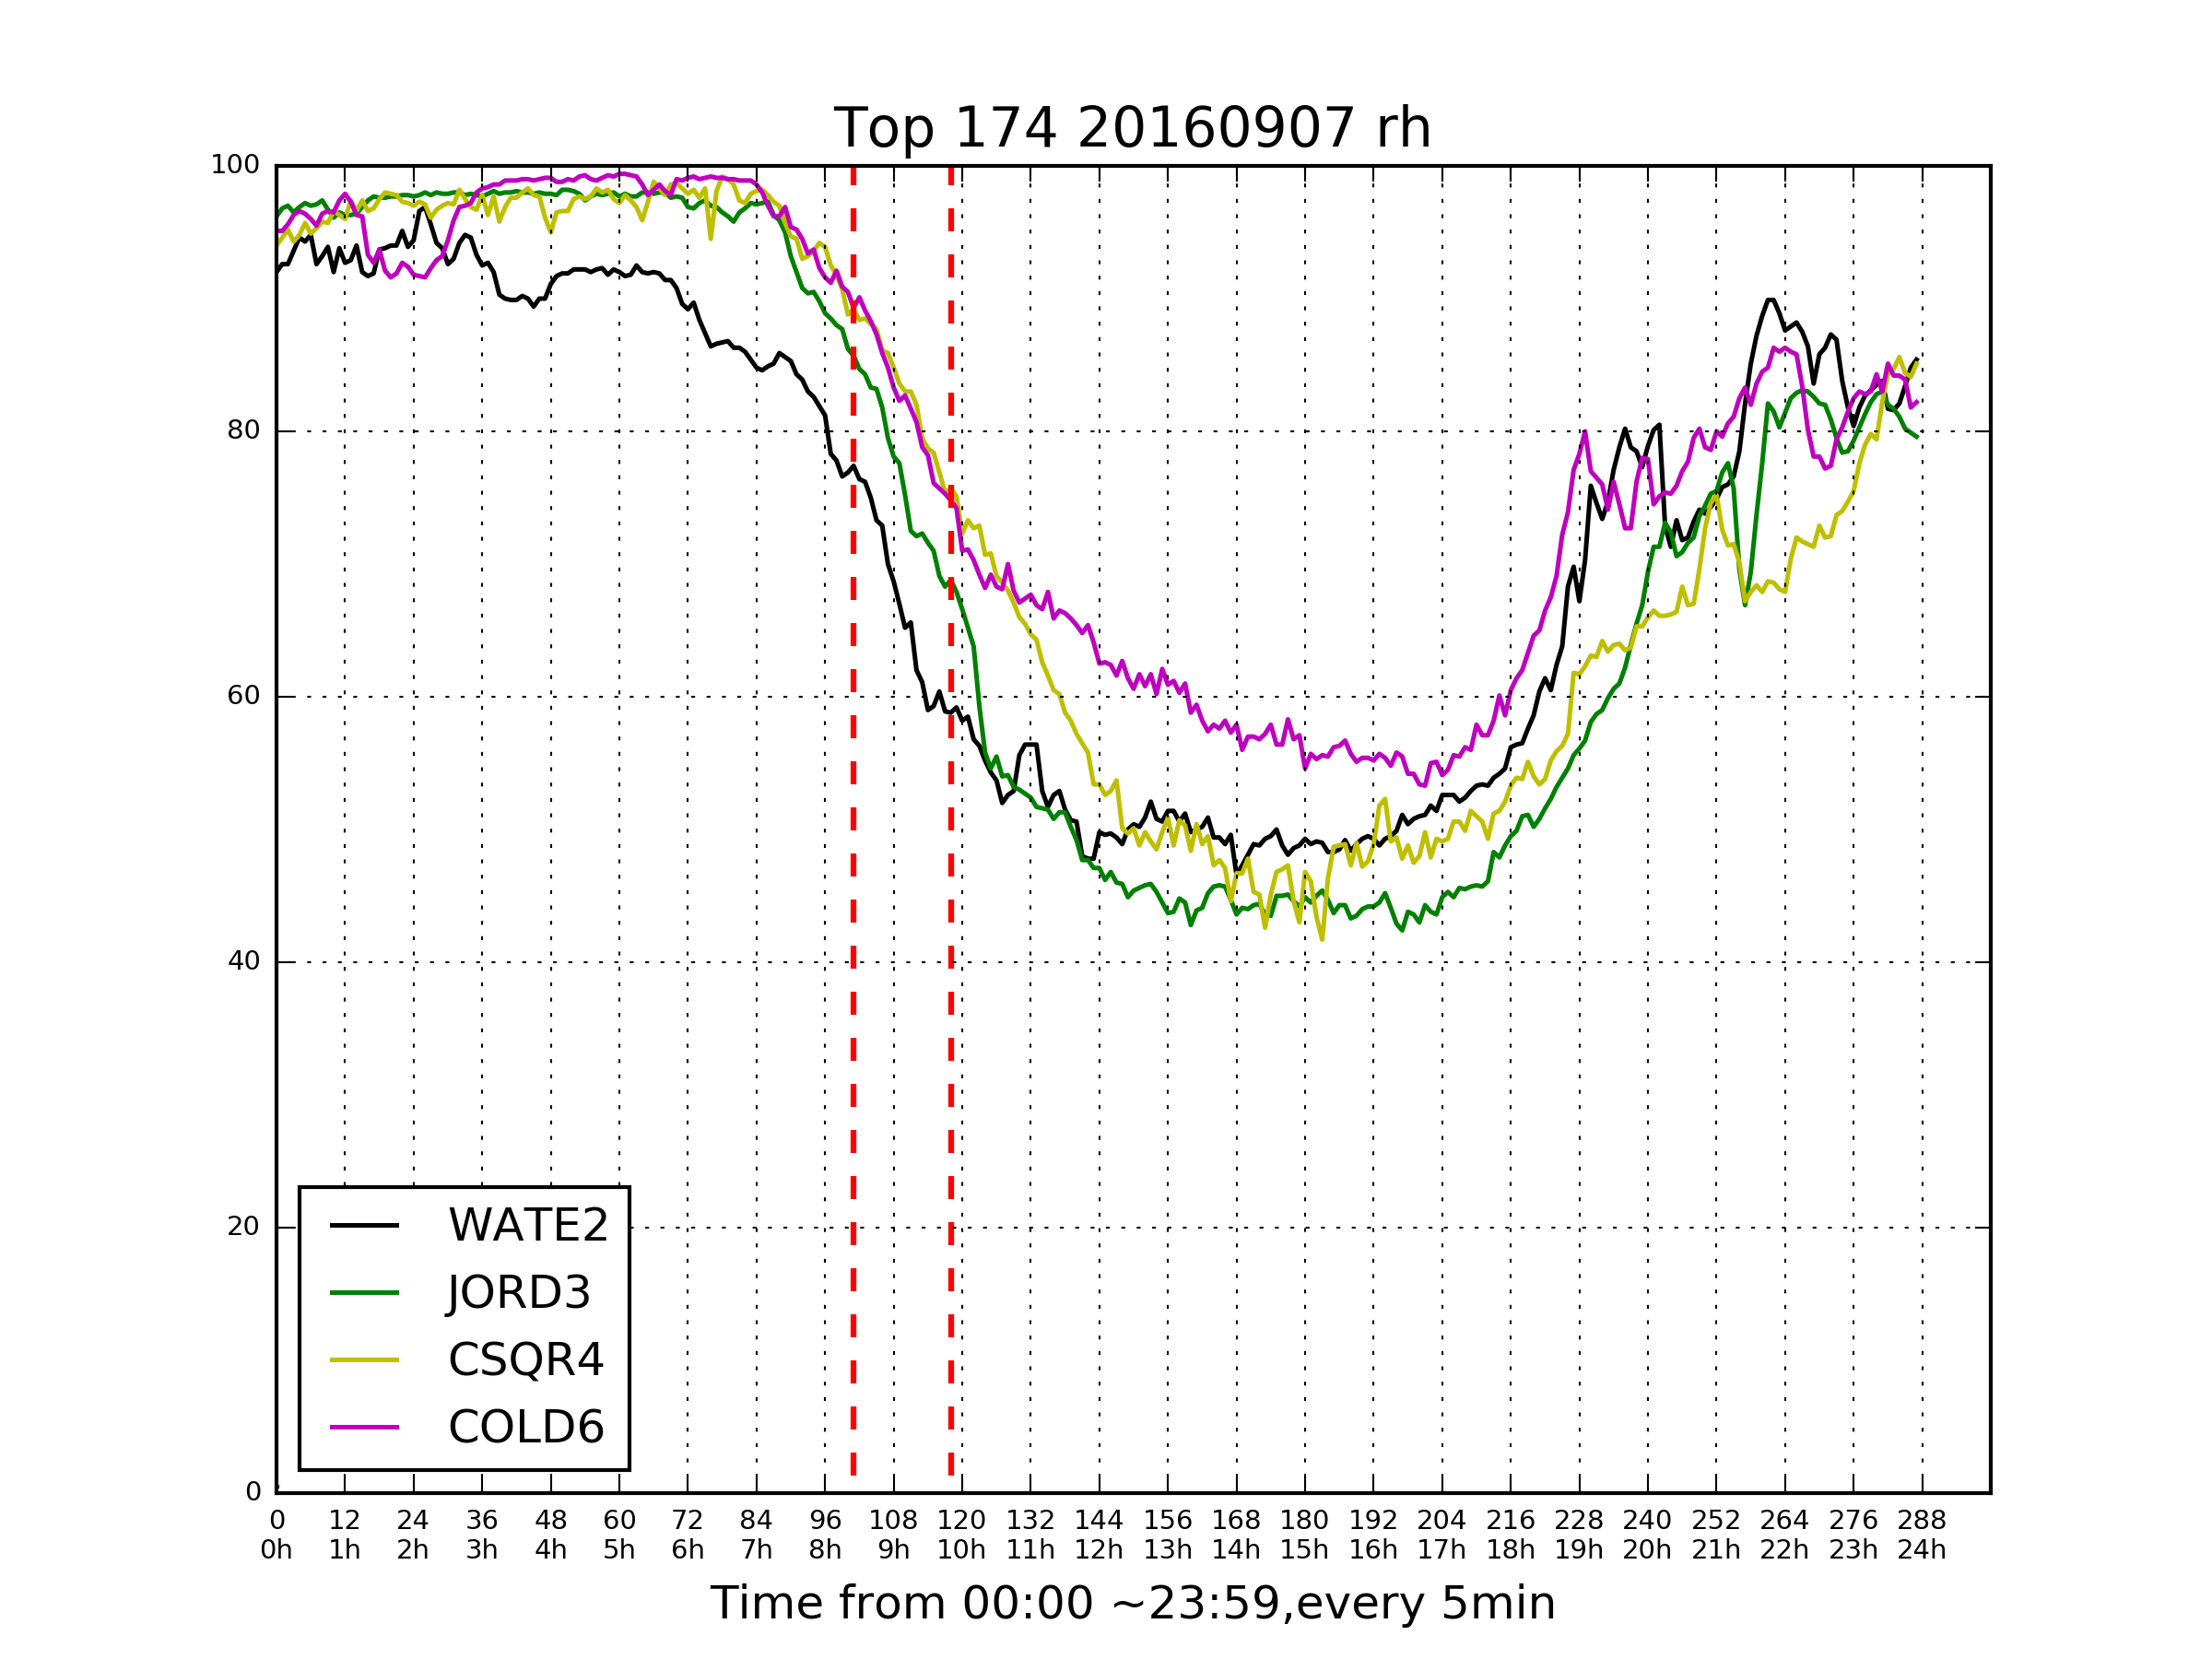 Top 174 20160907 rh
100
80
60
40
20
0
WATE2
JORD3
CSQR4
COLD6
0 12 24 36 48 60 72 84 96 108 120 132 144 156 168 180 192 204 216 228 240 252 264 276 288
0h 1h 2h 3h 4h 5h 6h 7h 8h 9h 10h 11h 12h 13h 14h 15h 16h 17h 18h 19h 20h 21h 22h 23h 24h
Time from 00:00 ~23:59,every 5min